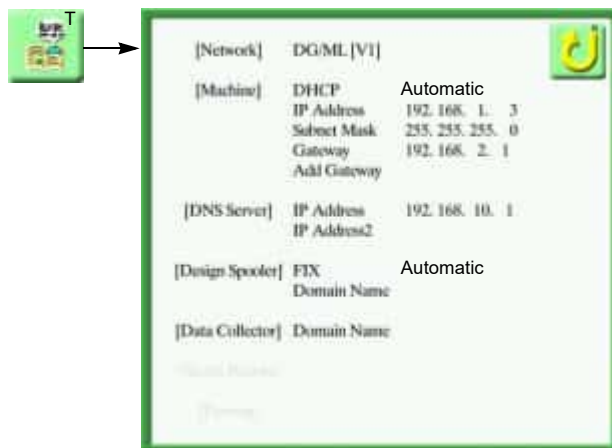 T
[Network] DG/ML [V1]
[Machine] DHCP Automatic
IP Address 192. 168. 1. 3
Subnet Mask 255. 255. 255. 0
Gateway 192. 168. 2. 1
Add Gateway
[DNS Server] IP Address 192. 168. 10. 1
IP Address2
[Design Spooler] FIX Automatic
Domain Name
[Data Collector] Domain Name